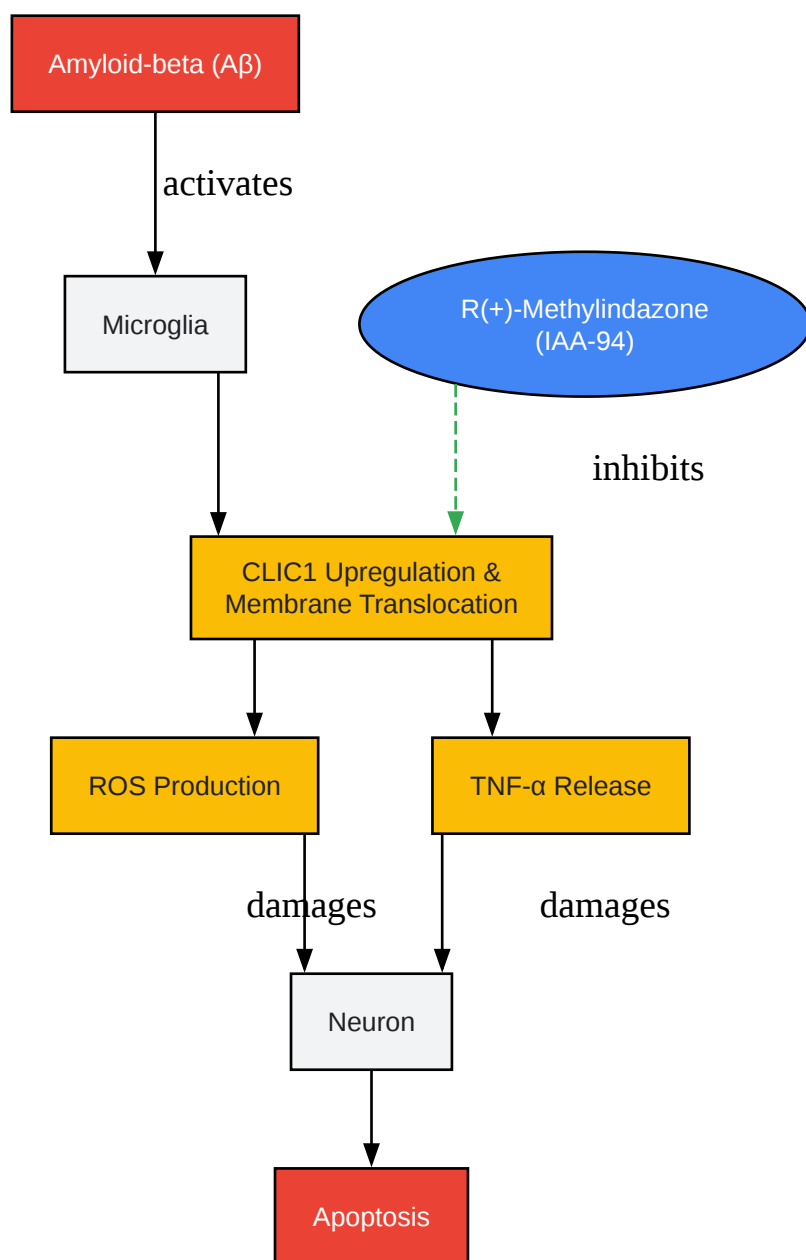 Amyloid-beta (Aβ)
activates
Microglia
R(+)-Methylindazone
(IAA-94)
inhibits
CLIC1 Upregulation &
Membrane Translocation
ROS Production
TNF-α Release
damages
damages
Neuron
Apoptosis